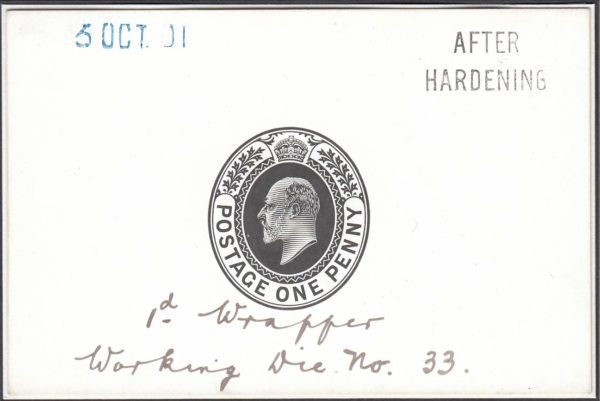 5 OCT. 01
AFTER
HARDENING
POSTAGE ONE PENNY
1d Wrapper
Working Die No. 33.